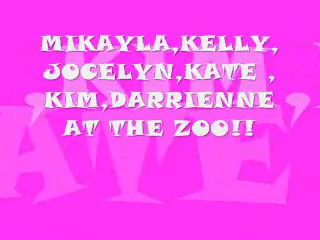 MIKAYLA,KELLY,
JOCELYN,KATE ,
KIM,DARRIENNE
AT THE ZOO!!